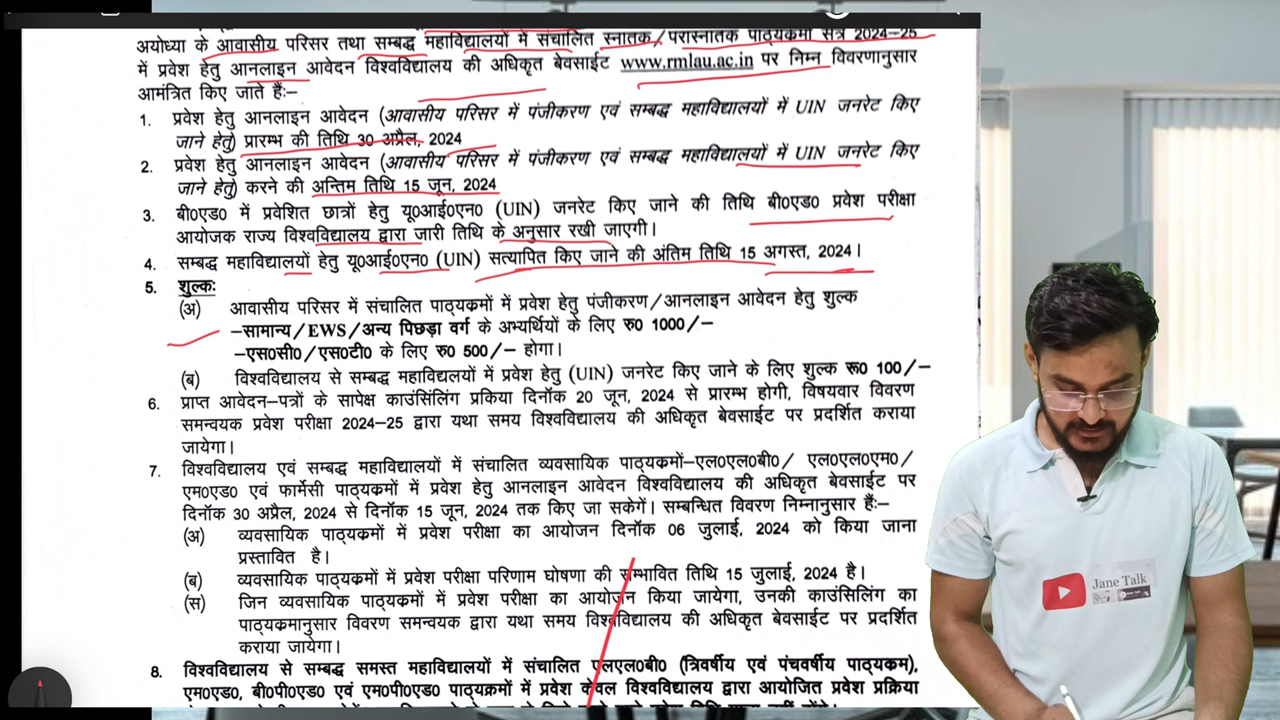 अयोध्या के आवासीय परिसर तथा सम्बद्ध महाविद्यालयों में संचालित स्नातक/परास्नातक पाठ्यक्रमों सत्र 2024–25
में प्रवेश हेतु आनलाइन आवेदन विश्वविद्यालय की अधिकृत बेवसाईट www.rmlau.ac.in पर निम्न विवरणानुसार
आमंत्रित किए जाते हैः–
1. प्रवेश हेतु आनलाइन आवेदन (आवासीय परिसर में पंजीकरण एवं सम्बद्ध महाविद्यालयों में UIN जनरेट किए
जाने हेतु) प्रारम्भ की तिथि 30 अप्रैल, 2024
2. प्रवेश हेतु आनलाइन आवेदन (आवासीय परिसर में पंजीकरण एवं सम्बद्ध महाविद्यालयों में UIN जनरेट किए
जाने हेतु) करने की अन्तिम तिथि 15 जून, 2024
3. बी0एड0 में प्रवेशित छात्रों हेतु यू0आई0एन0 (UIN) जनरेट किए जाने की तिथि बी0एड0 प्रवेश परीक्षा
आयोजक राज्य विश्वविद्यालय द्वारा जारी तिथि के अनुसार रखी जाएगी।
4. सम्बद्ध महाविद्यालयों हेतु यू0आई0एन0 (UIN) सत्यापित किए जाने की अंतिम तिथि 15 अगस्त, 2024।
5. शुल्कः
(अ) आवासीय परिसर में संचालित पाठ्यक्रमों में प्रवेश हेतु पंजीकरण/आनलाइन आवेदन हेतु शुल्क
–सामान्य/EWS/अन्य पिछड़ा वर्ग के अभ्यर्थियों के लिए रु0 1000/–
–एस0सी0/एस0टी0 के लिए रु0 500/– होगा।
(ब) विश्वविद्यालय से सम्बद्ध महाविद्यलयों में प्रवेश हेतु (UIN) जनरेट किए जाने के लिए शुल्क रू0 100/–
6. प्राप्त आवेदन–पत्रों के सापेक्ष काउंसिलिंग प्रकिया दिनॉक 20 जून, 2024 से प्रारम्भ होगी, विषयवार विवरण
समन्वयक प्रवेश परीक्षा 2024–25 द्वारा यथा समय विश्वविद्यालय की अधिकृत बेवसाईट पर प्रदर्शित कराया
जायेगा।
7. विश्वविद्यालय एवं सम्बद्ध महाविद्यालयों में संचालित व्यवसायिक पाठ्यक्रमों–एल0एल0बी0/ एल0एल0एम0/
एम0एड0 एवं फार्मेसी पाठ्यक्रमों में प्रवेश हेतु आनलाइन आवेदन विश्वविद्यालय की अधिकृत बेवसाईट पर
दिनॉक 30 अप्रैल, 2024 से दिनॉक 15 जून, 2024 तक किए जा सकेगें। सम्बन्धित विवरण निम्नानुसार हैंः–
(अ) व्यवसायिक पाठ्यक्रमों में प्रवेश परीक्षा का आयोजन दिनॉक 06 जुलाई, 2024 को किया जाना
प्रस्तावित है।
(ब) व्यवसायिक पाठ्यक्रमों में प्रवेश परीक्षा परिणाम घोषणा की सम्भावित तिथि 15 जुलाई, 2024 है।
(स) जिन व्यवसायिक पाठ्यक्रमों में प्रवेश परीक्षा का आयोजन किया जायेगा, उनकी काउंसिलिंग का
पाठ्यक्रमानुसार विवरण समन्वयक द्वारा यथा समय विश्वविद्यालय की अधिकृत बेवसाईट पर प्रदर्शित
कराया जायेगा।
8. विश्वविद्यालय से सम्बद्ध समस्त महाविद्यालयों में संचालित एलएल0बी0 (त्रिवर्षीय एवं पंचवर्षीय पाठ्यक्रम),
एम0एड0, बी0पी0एड0 एवं एम0पी0एड0 पाठ्यक्रमों में प्रवेश केवल विश्वविद्यालय द्वारा आयोजित प्रवेश प्रक्रिया
Jane Talk